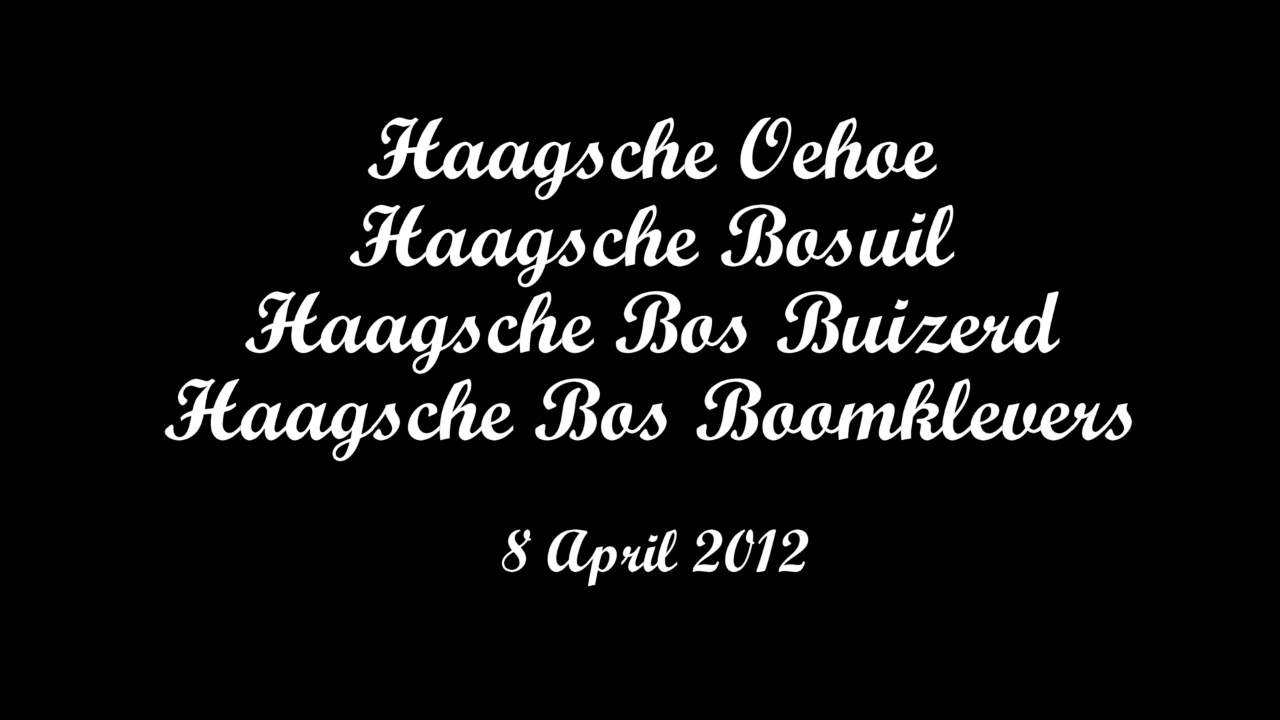 Haagsche Oehoe
Haagsche Bosuil
Haagsche Bos Buizerd
Haagsche Bos Boomklevers
8 April 2012